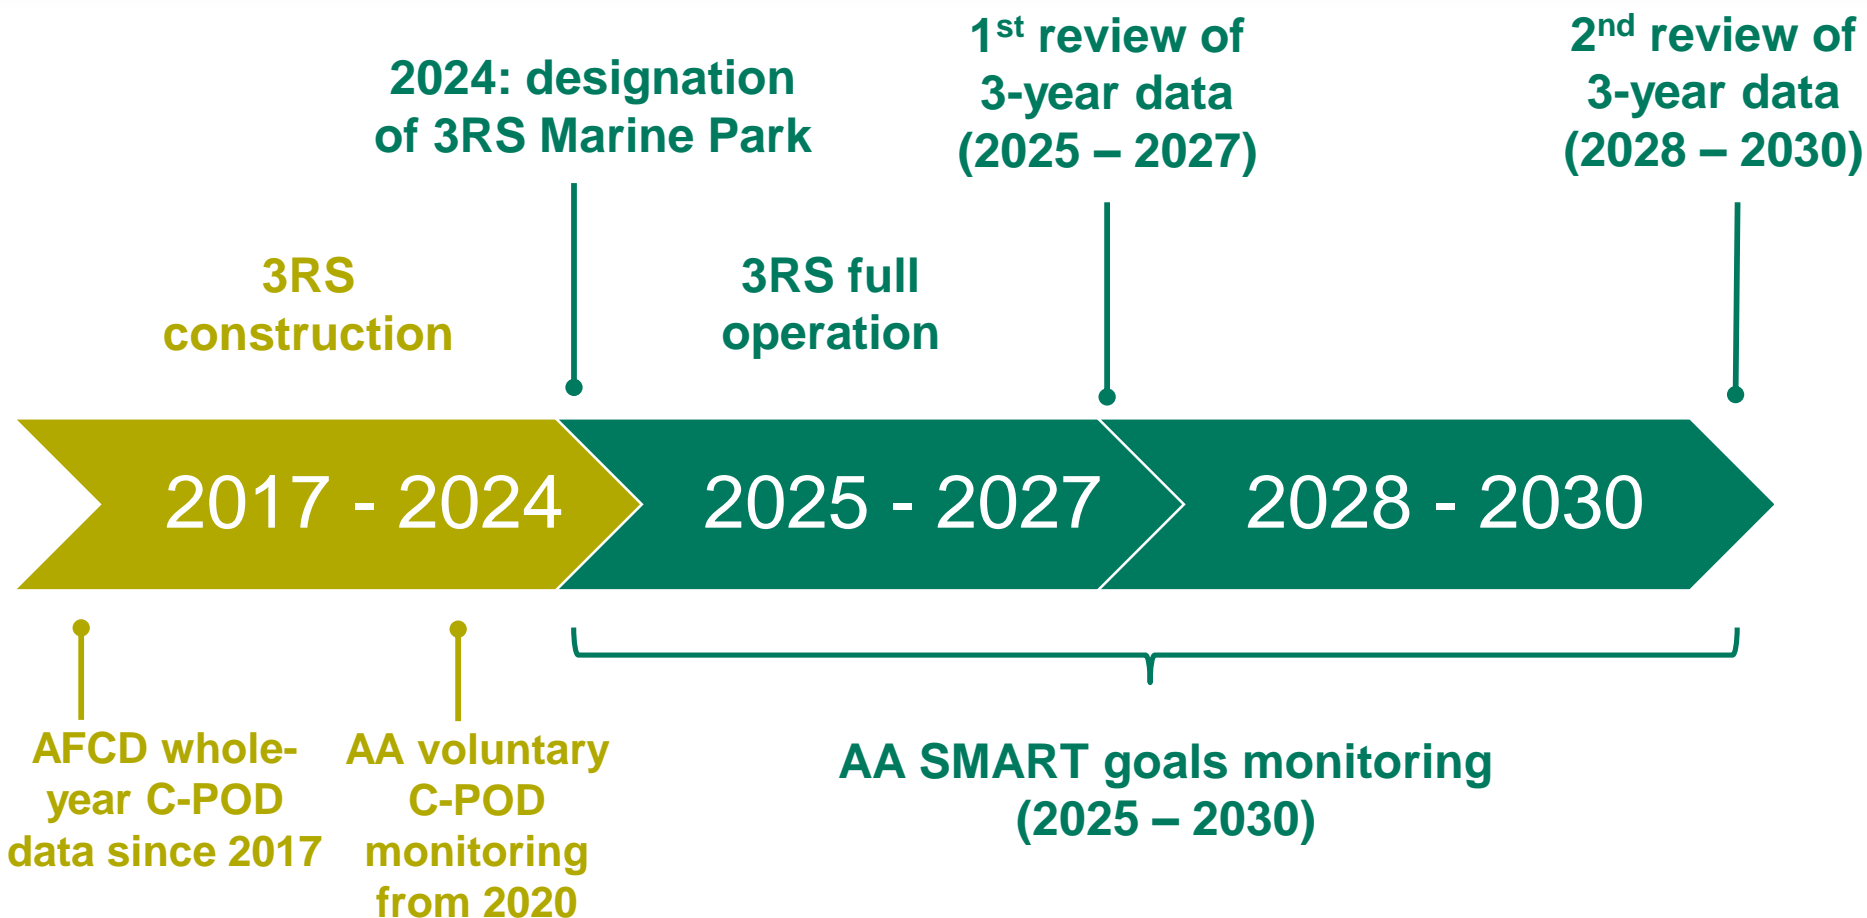 2024: designation
of 3RS Marine Park
1st review of
3-year data
(2025 – 2027)
2nd review of
3-year data
(2028 – 2030)
3RS
construction
3RS full
operation
2017 - 2024
2025 - 2027
2028 - 2030
AFCD whole-
year C-POD
data since 2017
AA voluntary
C-POD
monitoring
from 2020
AA SMART goals monitoring
(2025 – 2030)